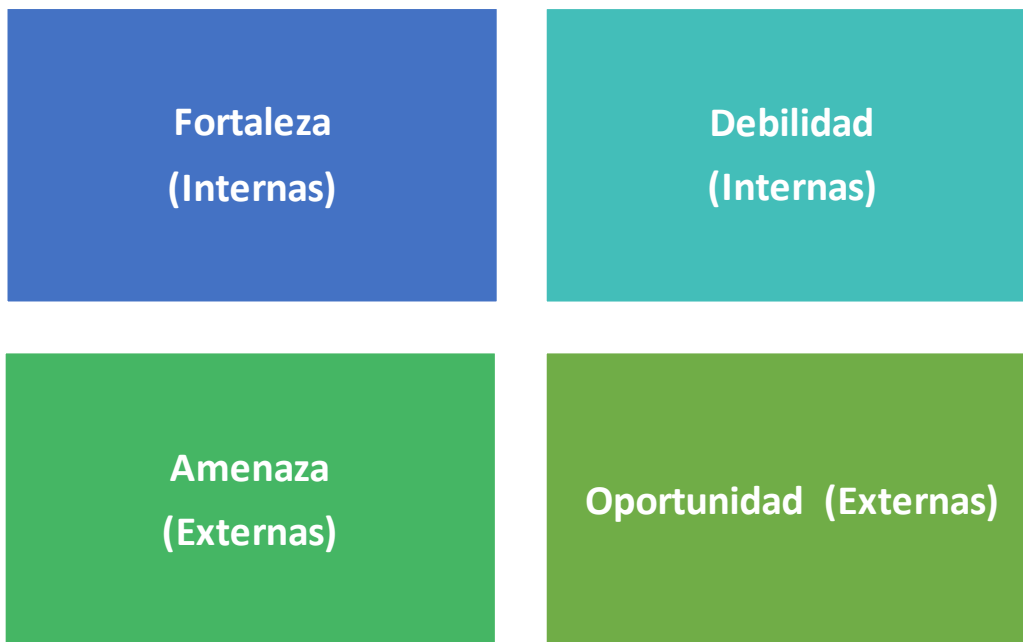 Fortaleza
(Internas)
Debilidad
(Internas)
Amenaza
(Externas)
Oportunidad (Externas)